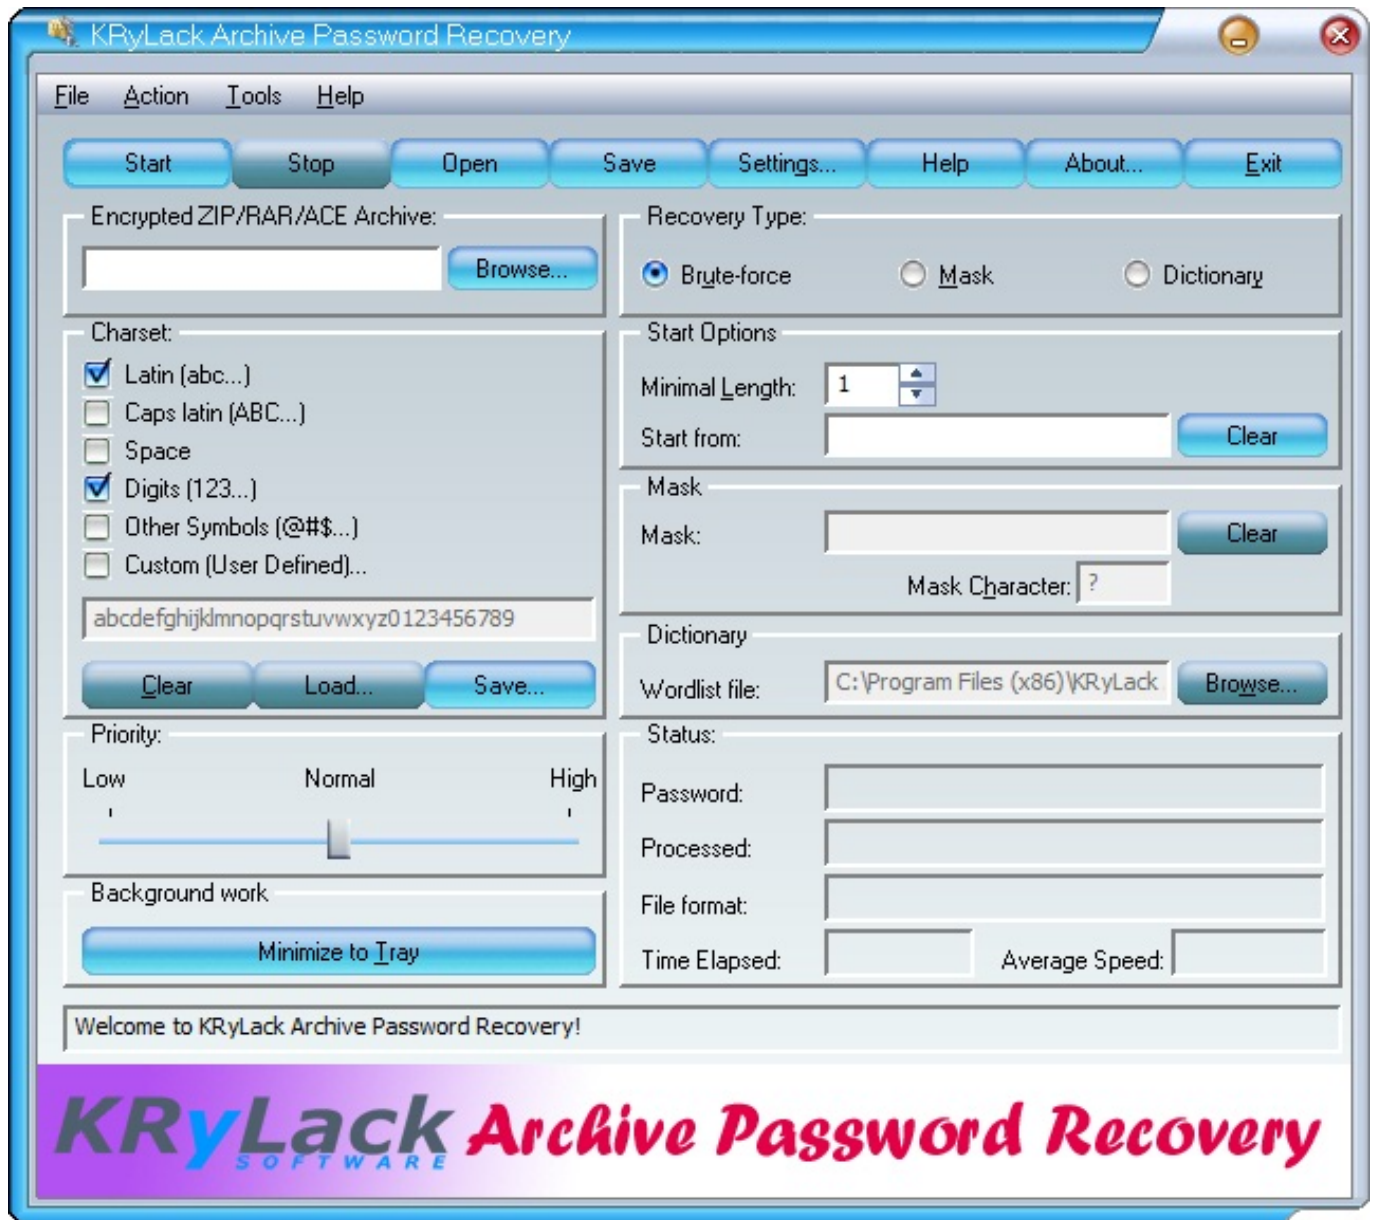 KRyLack Archive Password Recovery
File Action Tools Help
Start Stop Open Save Settings... Help About... Exit
Encrypted ZIP/RAR/ACE Archive:
Browse...
Recovery Type:
Brute-force Mask Dictionary
Charset:
Latin (abc...)
Caps latin (ABC...)
Space
Digits (123...)
Other Symbols (@#$...)
Custom (User Defined)...
abcdefghijklmnopqrstuvwxyz0123456789
Clear Load... Save...
Start Options
Minimal Length: 1
Start from: Clear
Mask
Mask: Clear
Mask Character: ?
Dictionary
Wordlist file: C:\Program Files (x86)\KRyLack Browse...
Priority:
Low Normal High
Background work
Minimize to Tray
Status:
Password:
Processed:
File format:
Time Elapsed: Average Speed:
Welcome to KRyLack Archive Password Recovery!
KRyLack Archive Password Recovery
SOFTWARE